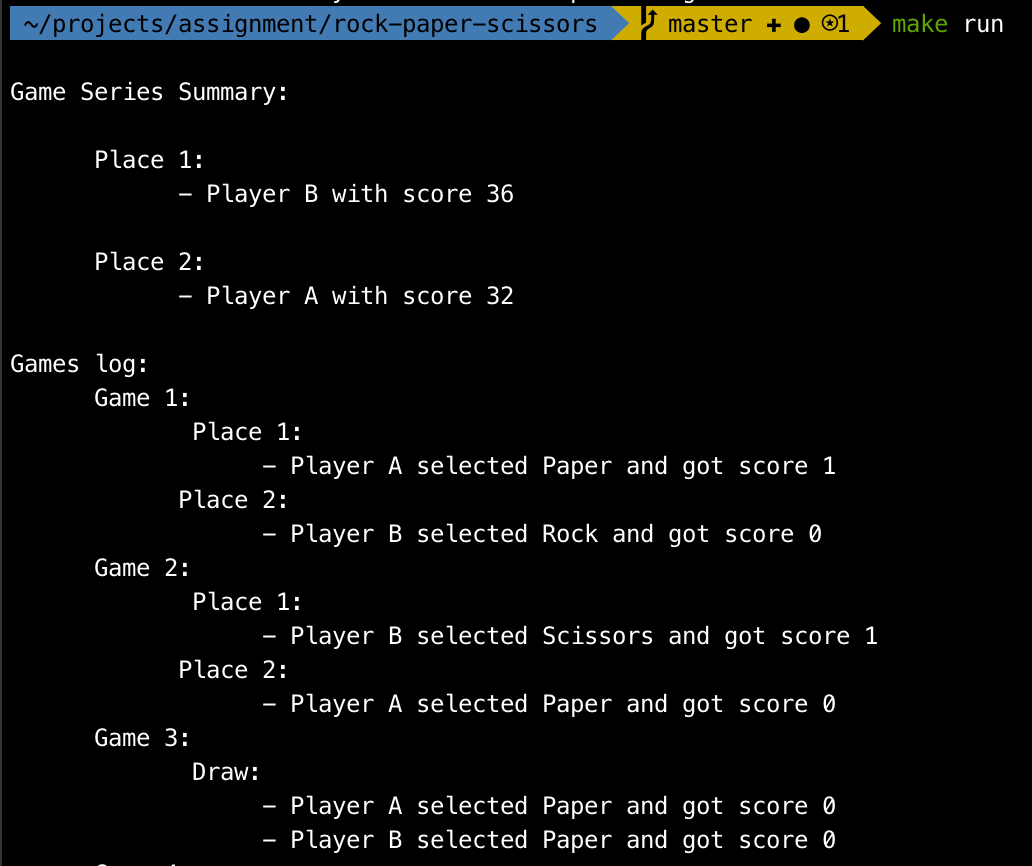 ~/projects/assignment/rock-paper-scissors master + ● ⍟1 make run
Game Series Summary:
Place 1:
– Player B with score 36
Place 2:
– Player A with score 32
Games log:
Game 1:
Place 1:
– Player A selected Paper and got score 1
Place 2:
– Player B selected Rock and got score 0
Game 2:
Place 1:
– Player B selected Scissors and got score 1
Place 2:
– Player A selected Paper and got score 0
Game 3:
Draw:
– Player A selected Paper and got score 0
– Player B selected Paper and got score 0